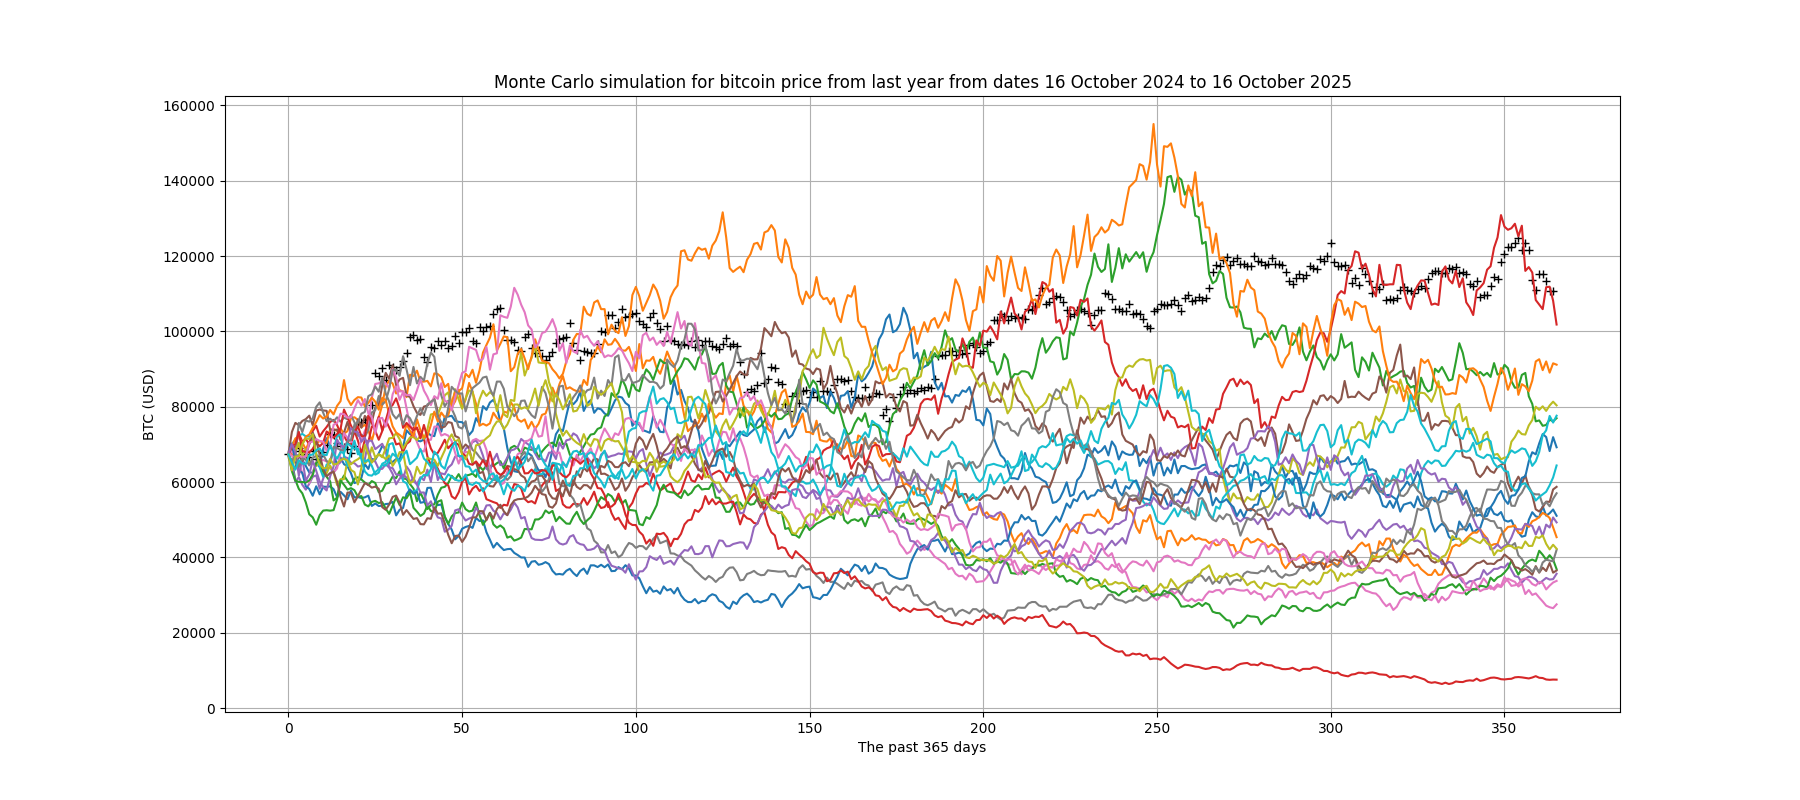 Monte Carlo simulation for bitcoin price from last year from dates 16 October 2024 to 16 October 2025
160000
140000
120000
100000
80000
60000
40000
20000
0
BTC (USD)
0 50 100 150 200 250 300 350
The past 365 days